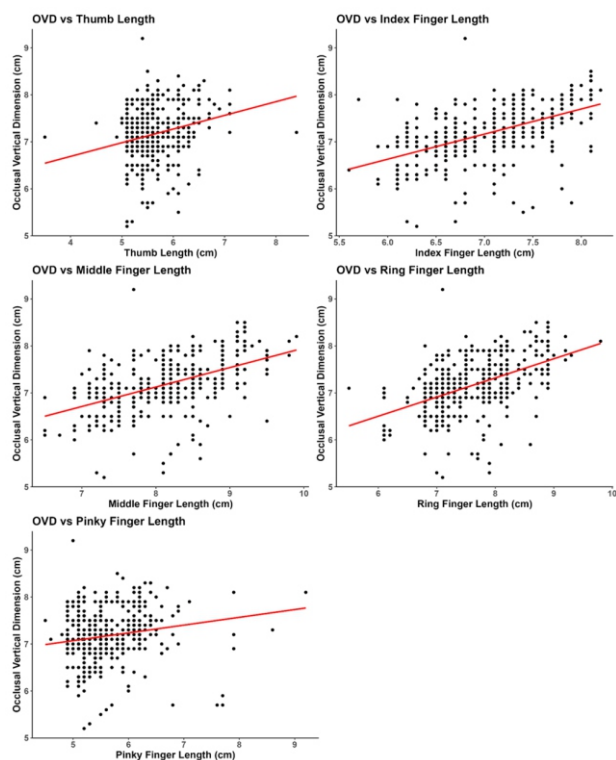 OVD vs Thumb Length
Occlusal Vertical Dimension (cm)
9
8
7
6
5
4 5 6 7 8
Thumb Length (cm)
OVD vs Index Finger Length
Occlusal Vertical Dimension (cm)
9
8
7
6
5
5.5 6.0 6.5 7.0 7.5 8.0
Index Finger Length (cm)
OVD vs Middle Finger Length
Occlusal Vertical Dimension (cm)
9
8
7
6
5
7 8 9 10
Middle Finger Length (cm)
OVD vs Ring Finger Length
Occlusal Vertical Dimension (cm)
9
8
7
6
5
6 7 8 9 10
Ring Finger Length (cm)
OVD vs Pinky Finger Length
Occlusal Vertical Dimension (cm)
9
8
7
6
5
5 6 7 8 9
Pinky Finger Length (cm)